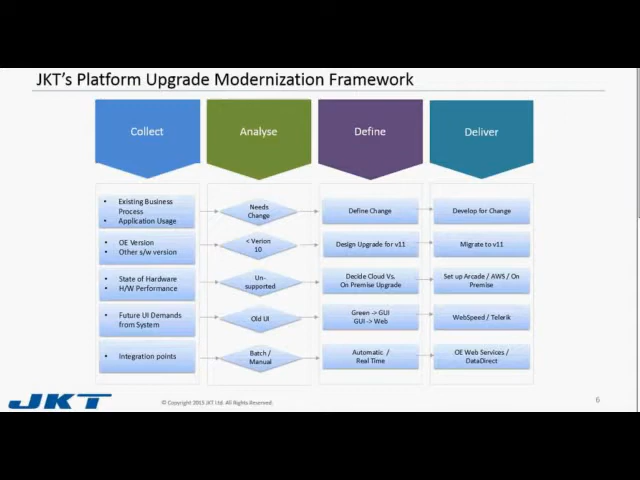 JKT's Platform Upgrade Modernization Framework
Collect
Analyse
Define
Deliver
• Existing Business
Process
• Application Usage
Needs
Change
Define Change
Develop for Change
• OE Version
• Other s/w version
< Verion
10
Design Upgrade for v11
Migrate to v11
• State of Hardware
• H/W Performance
Un-
supported
Decide Cloud Vs.
On Premise Upgrade
Set up Arcade / AWS / On
Premise
• Future UI Demands
from System
Old UI
Green -> GUI
GUI -> Web
WebSpeed / Telerik
• Integration points
Batch /
Manual
Automatic /
Real Time
OE Web Services /
DataDirect
JKT
© Copyright 2013 JKT Ltd. All Rights Reserved.
6